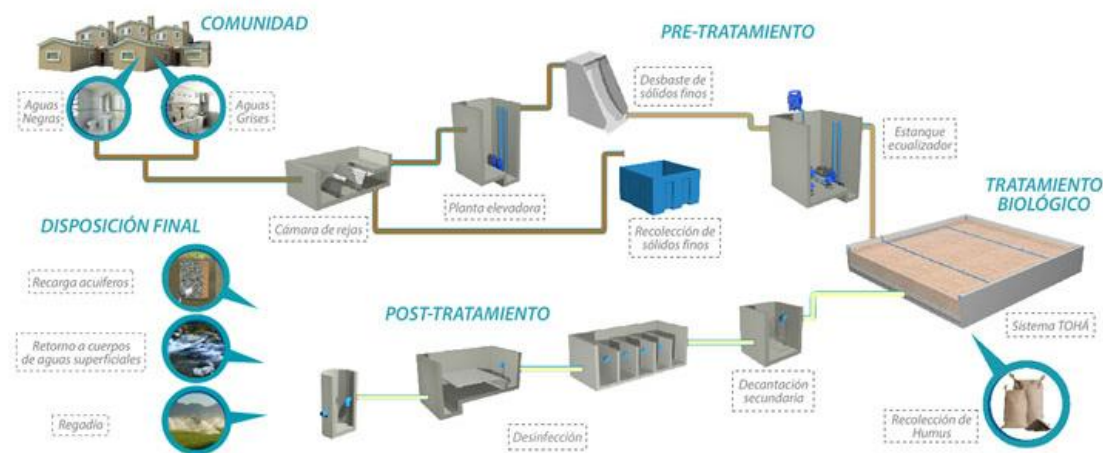 COMUNIDAD
Aguas
Negras
Aguas
Grises
PRE-TRATAMIENTO
Desbaste de
sólidos finos
Estanque
ecualizador
Planta elevadora
Cámara de rejas
Recolección de
sólidos finos
TRATAMIENTO
BIOLÓGICO
Sistema TOHÁ
Recolección de
Humus
POST-TRATAMIENTO
Decantación
secundaria
Desinfección
DISPOSICIÓN FINAL
Recarga acuíferos
Retorno a cuerpos
de aguas superficiales
Regadía